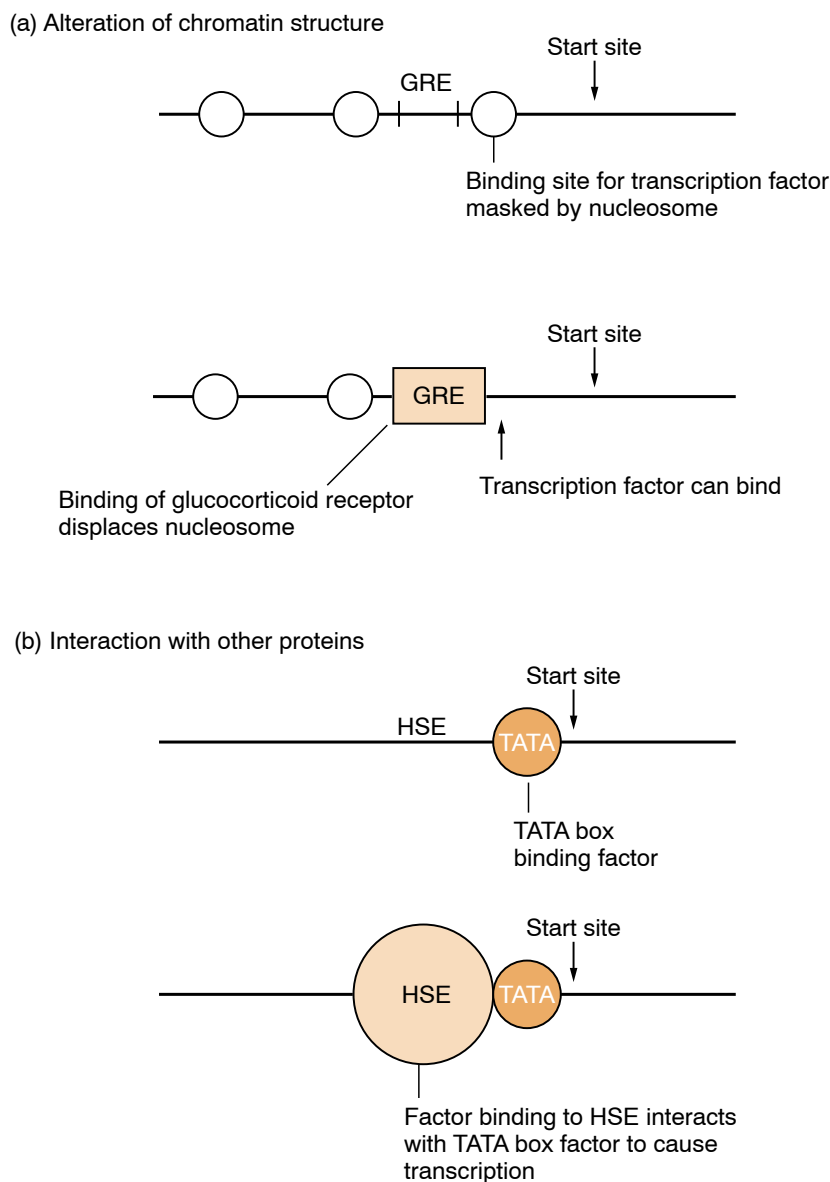 (a) Alteration of chromatin structure
Start site
GRE
Binding site for transcription factor
masked by nucleosome
Start site
GRE
Binding of glucocorticoid receptor
displaces nucleosome
Transcription factor can bind
(b) Interaction with other proteins
Start site
HSE
TATA
TATA box
binding factor
Start site
HSE
TATA
Factor binding to HSE interacts
with TATA box factor to cause
transcription